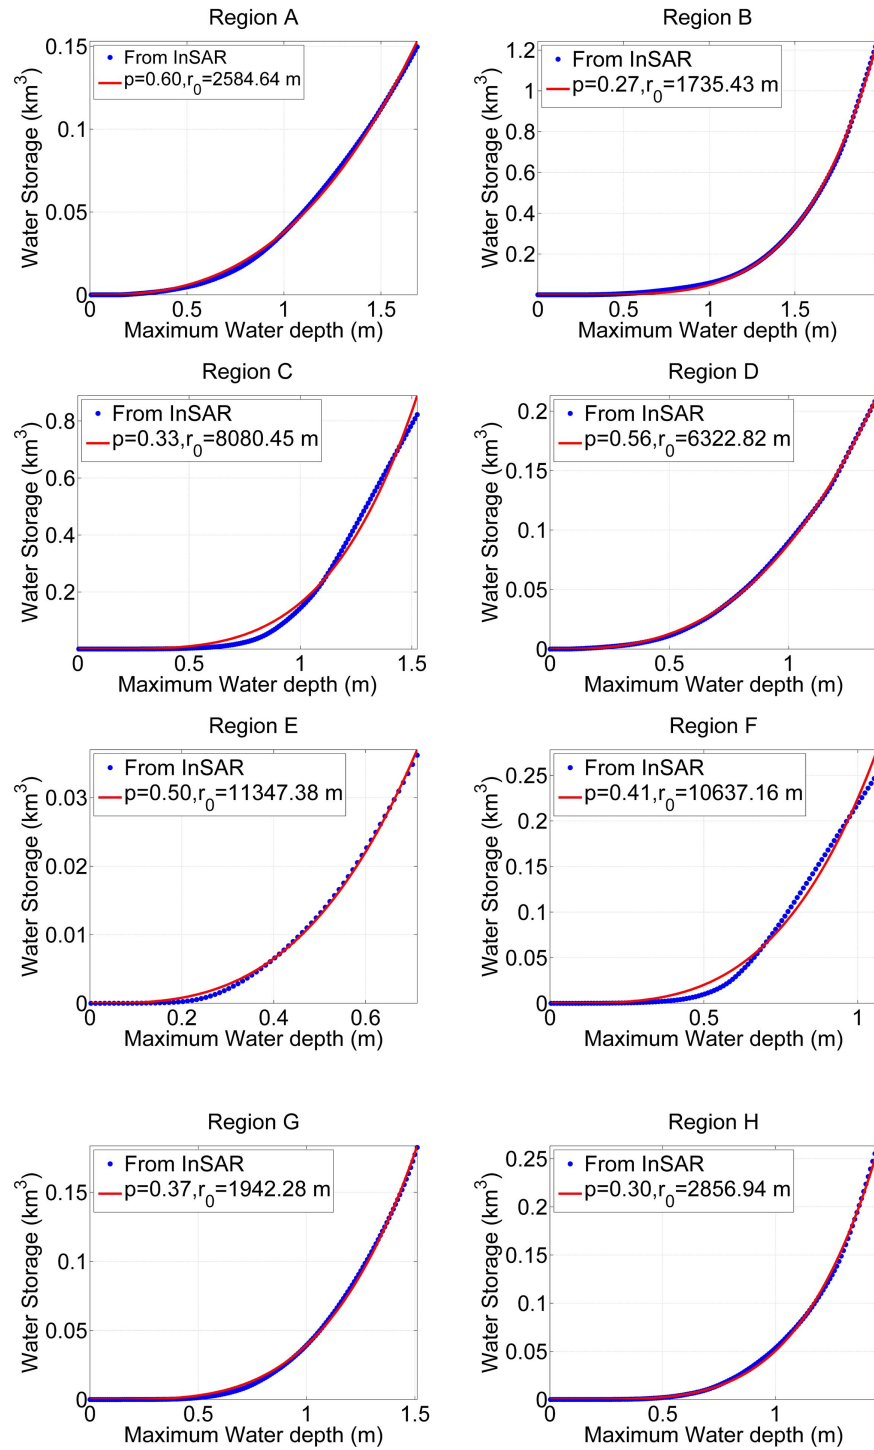 Region A
Water Storage (km³)
0.15
0.1
0.05
0
From InSAR
p=0.60,r₀=2584.64 m
0 0.5 1 1.5
Maximum Water depth (m)
Region B
Water Storage (km³)
1.2
1
0.8
0.6
0.4
0.2
From InSAR
p=0.27,r₀=1735.43 m
0 0.5 1 1.5
Maximum Water depth (m)
Region C
Water Storage (km³)
0.8
0.6
0.4
0.2
From InSAR
p=0.33,r₀=8080.45 m
0 0.5 1 1.5
Maximum Water depth (m)
Region D
Water Storage (km³)
0.2
0.15
0.1
0.05
0
From InSAR
p=0.56,r₀=6322.82 m
0 0.5 1
Maximum Water depth (m)
Region E
Water Storage (km³)
0.03
0.02
0.01
0
From InSAR
p=0.50,r₀=11347.38 m
0 0.2 0.4 0.6
Maximum Water depth (m)
Region F
Water Storage (km³)
0.25
0.2
0.15
0.1
0.05
0
From InSAR
p=0.41,r₀=10637.16 m
0 0.5 1
Maximum Water depth (m)
Region G
Water Storage (km³)
0.15
0.1
0.05
0
From InSAR
p=0.37,r₀=1942.28 m
0 0.5 1 1.5
Maximum Water depth (m)
Region H
Water Storage (km³)
0.25
0.2
0.15
0.1
0.05
0
From InSAR
p=0.30,r₀=2856.94 m
0 0.5 1
Maximum Water depth (m)